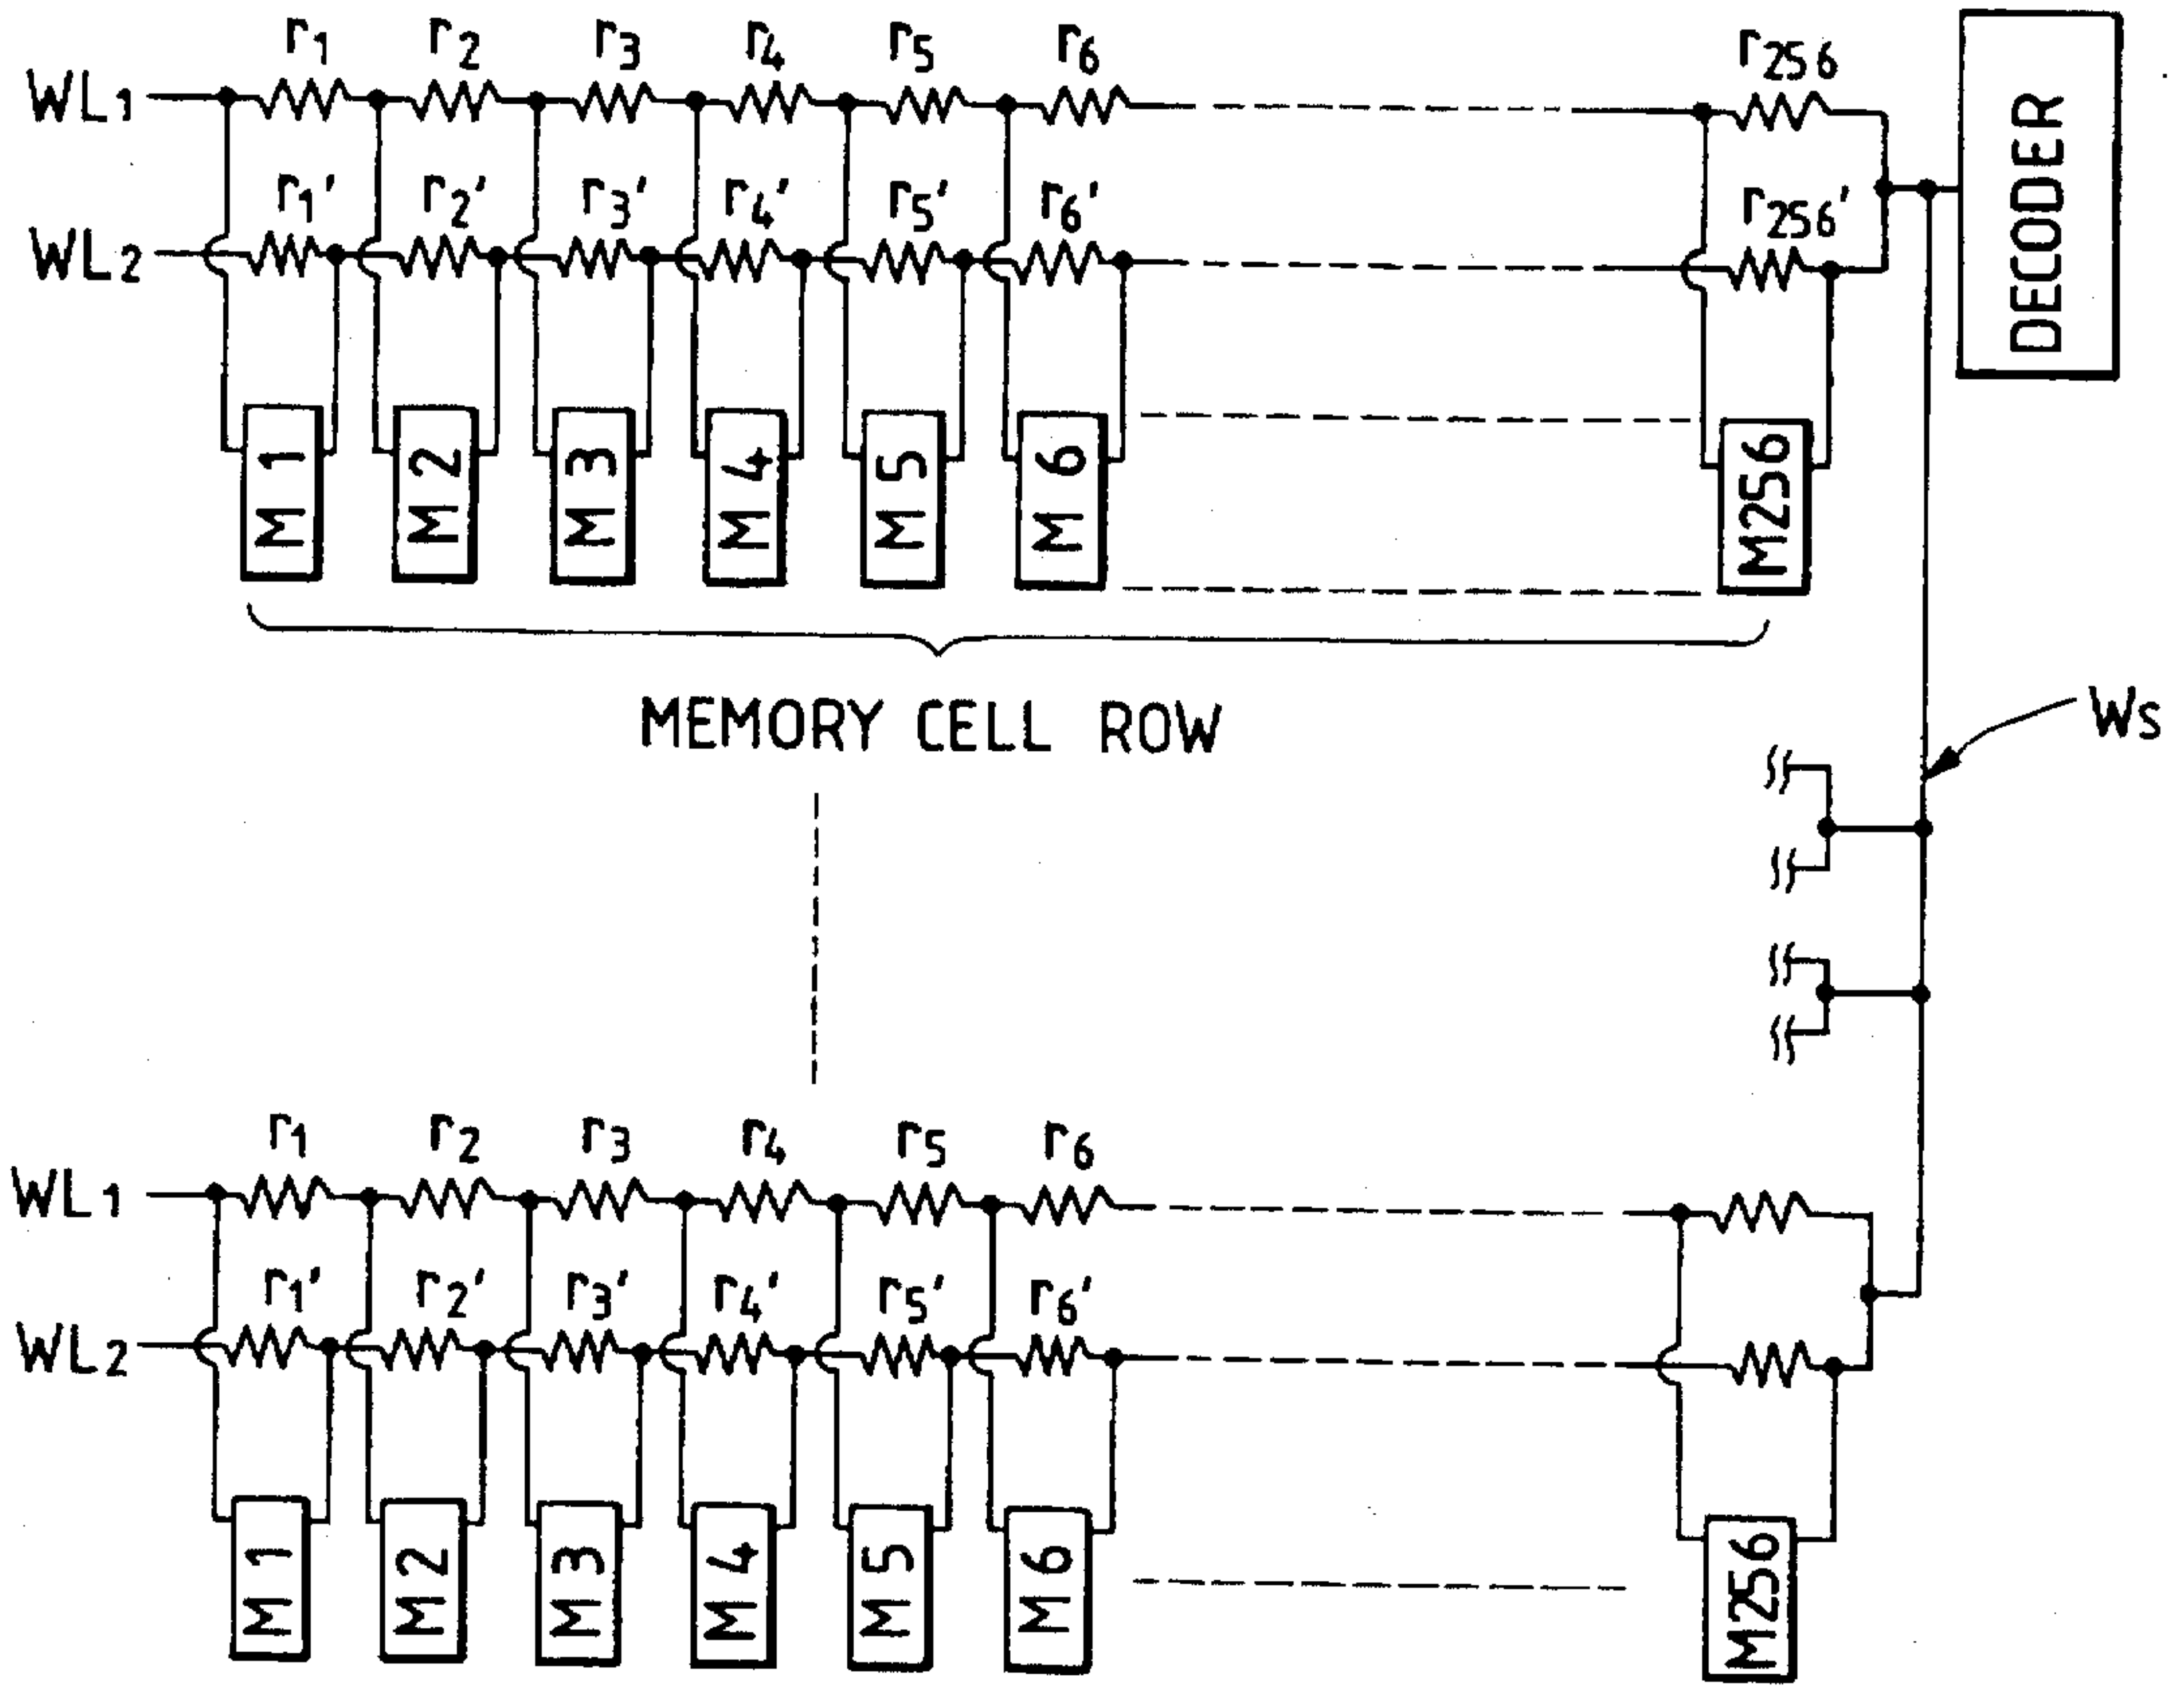 r1 r2 r3 r4 r5 r6 r256
WL1
r1' r2' r3' r4' r5' r6' r256'
WL2
DECODER
M1 M2 M3 M4 M5 M6 M256
MEMORY CELL ROW
Ws
r1 r2 r3 r4 r5 r6
WL1
r1' r2' r3' r4' r5' r6'
WL2
M1 M2 M3 M4 M5 M6 M256